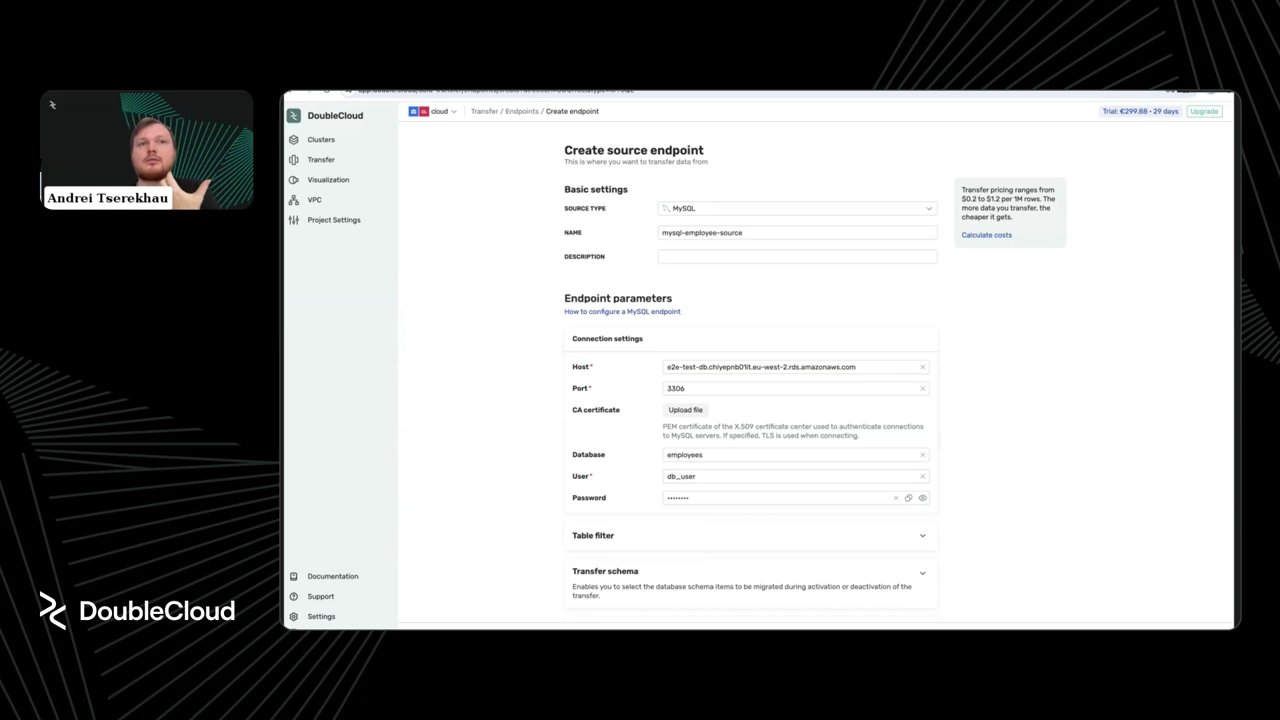 Andrei Tserekhau
DoubleCloud
DoubleCloud
Clusters
Transfer
Visualization
VPC
Project Settings
Documentation
Support
Settings
cloud
Transfer / Endpoints / Create endpoint
Trial: €299.88 • 29 days
Upgrade
Create source endpoint
This is where you want to transfer data from
Basic settings
SOURCE TYPE
MySQL
NAME
mysql-employee-source
DESCRIPTION
Transfer pricing ranges from
$0.2 to $1.2 per 1M rows. The
more data you transfer, the
cheaper it gets.
Calculate costs
Endpoint parameters
How to configure a MySQL endpoint
Connection settings
Host*
e2e-test-db.chiyepnb01it.eu-west-2.rds.amazonaws.com
Port*
3306
CA certificate
Upload file
PEM certificate of the X.509 certificate center used to authenticate connections
to MySQL servers. If specified, TLS is used when connecting.
Database
employees
User*
db_user
Password
••••••••
Table filter
Transfer schema
Enables you to select the database schema items to be migrated during activation or deactivation of the
transfer.